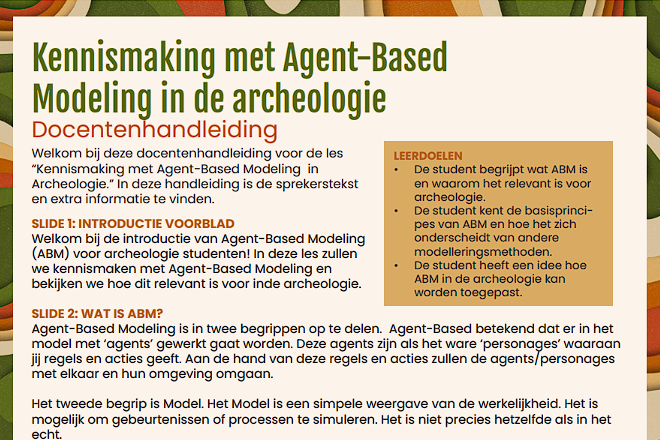 Kennismaking met Agent-Based
Modeling in de archeologie
Docentenhandleiding
Welkom bij deze docentenhandleiding voor de les
“Kennismaking met Agent-Based Modeling in
Archeologie.” In deze handleiding is de sprekerstekst
en extra informatie te vinden.
LEERDOELEN
• De student begrijpt wat ABM is
en waarom het relevant is voor
archeologie.
• De student kent de basisprinci-
pes van ABM en hoe het zich
onderscheidt van andere
modelleringsmethoden.
• De student heeft een idee hoe
ABM in de archeologie kan
worden toegepast.
SLIDE 1: INTRODUCTIE VOORBLAD
Welkom bij de introductie van Agent-Based Modeling
(ABM) voor archeologie studenten! In deze les zullen
we kennismaken met Agent-Based Modeling en
bekijken we hoe dit relevant is voor inde archeologie.
SLIDE 2: WAT IS ABM?
Agent-Based Modeling is in twee begrippen op te delen. Agent-Based betekend dat er in het
model met ‘agents’ gewerkt gaat worden. Deze agents zijn als het ware ‘personages’ waaraan
jij regels en acties geeft. Aan de hand van deze regels en acties zullen de agents/personages
met elkaar en hun omgeving omgaan.
Het tweede begrip is Model. Het Model is een simpele weergave van de werkelijkheid. Het is
mogelijk om gebeurtenissen of processen te simuleren. Het is niet precies hetzelfde als in het
echt.